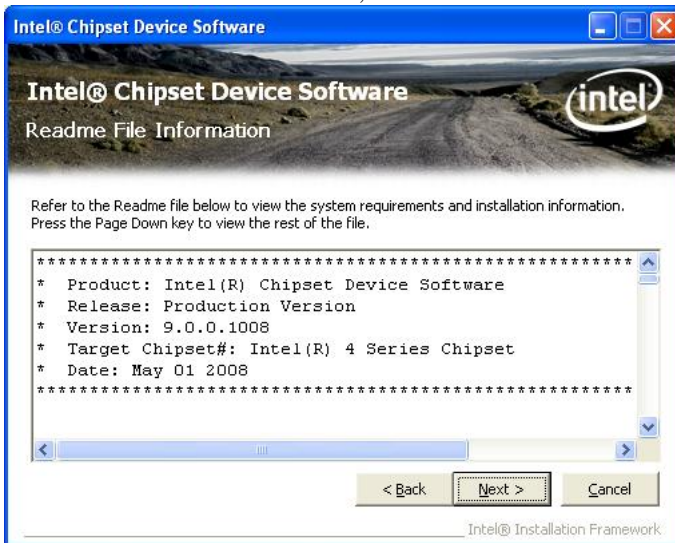 Intel® Chipset Device Software
Intel® Chipset Device Software
intel
Readme File Information
Refer to the Readme file below to view the system requirements and installation information.
Press the Page Down key to view the rest of the file.
*********************************************************
* Product: Intel(R) Chipset Device Software
* Release: Production Version
* Version: 9.0.0.1008
* Target Chipset#: Intel(R) 4 Series Chipset
* Date: May 01 2008
*********************************************************
< Back
Next >
Cancel
Intel® Installation Framework